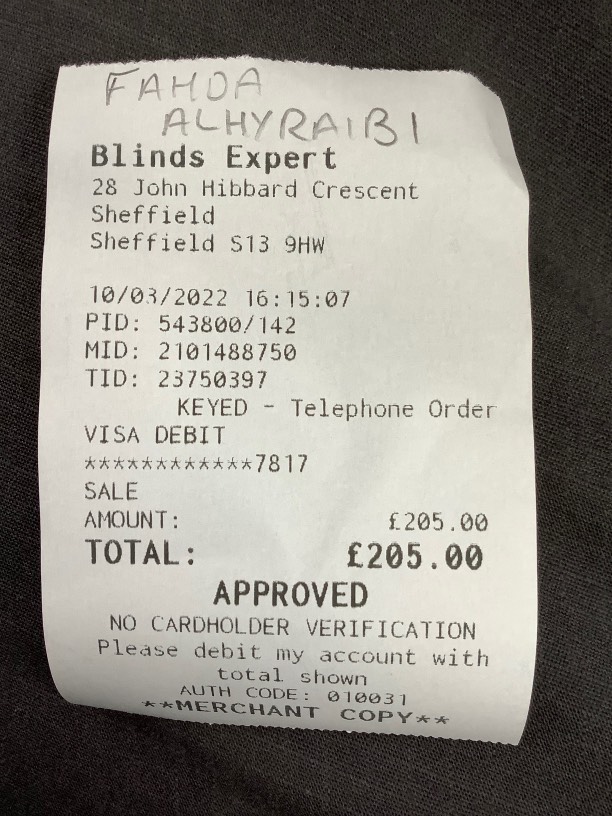 FAHDA
ALHYRAIBI
Blinds Expert
28 John Hibbard Crescent
Sheffield
Sheffield S13 9HW
10/03/2022 16:15:07
PID: 543800/142
MID: 2101488750
TID: 23750397
KEYED - Telephone Order
VISA DEBIT
************7817
SALE
AMOUNT: £205.00
TOTAL: £205.00
APPROVED
NO CARDHOLDER VERIFICATION
Please debit my account with
total shown
AUTH CODE: 010031
**MERCHANT COPY**